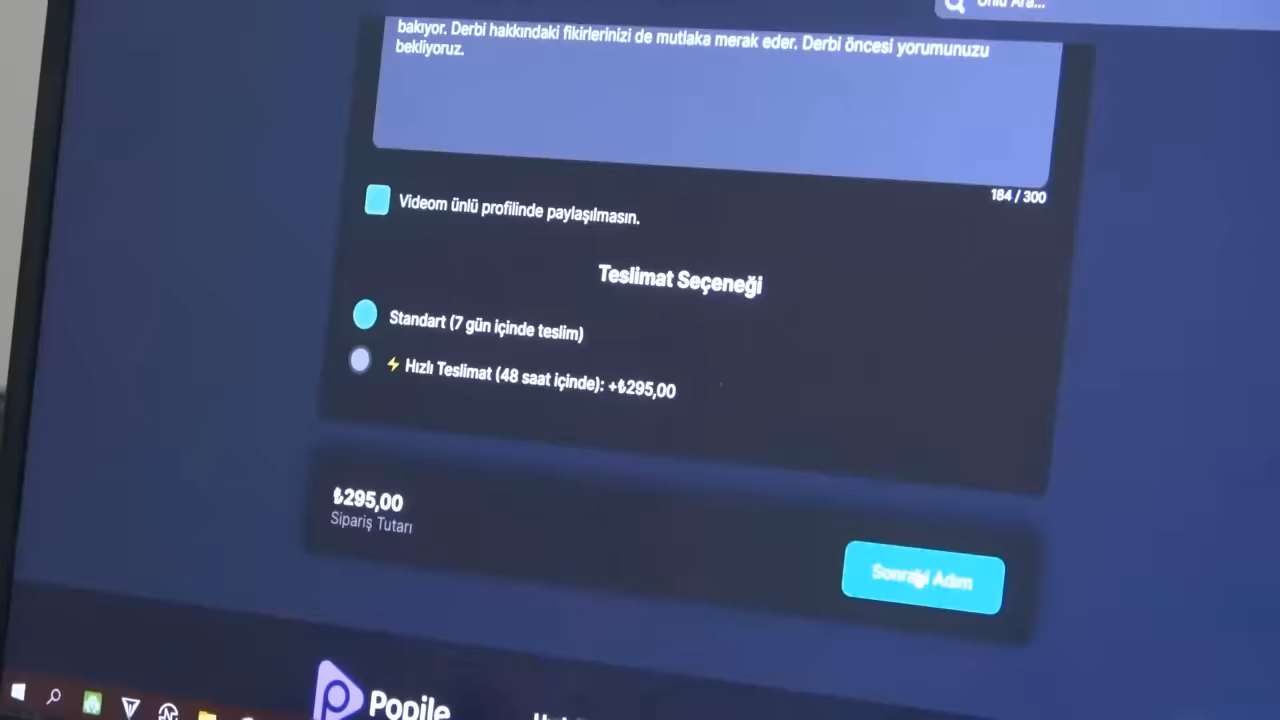 Ünlü Ara...
bakıyor. Derbi hakkındaki fikirlerinizi de mutlaka merak eder. Derbi öncesi yorumunuzu
bekliyoruz.
184 / 300
Videom ünlü profilinde paylaşılmasın.
Teslimat Seçeneği
Standart (7 gün içinde teslim)
⚡ Hızlı Teslimat (48 saat içinde): +₺295,00
₺295,00
Sipariş Tutarı
Sonraki Adım
Popile